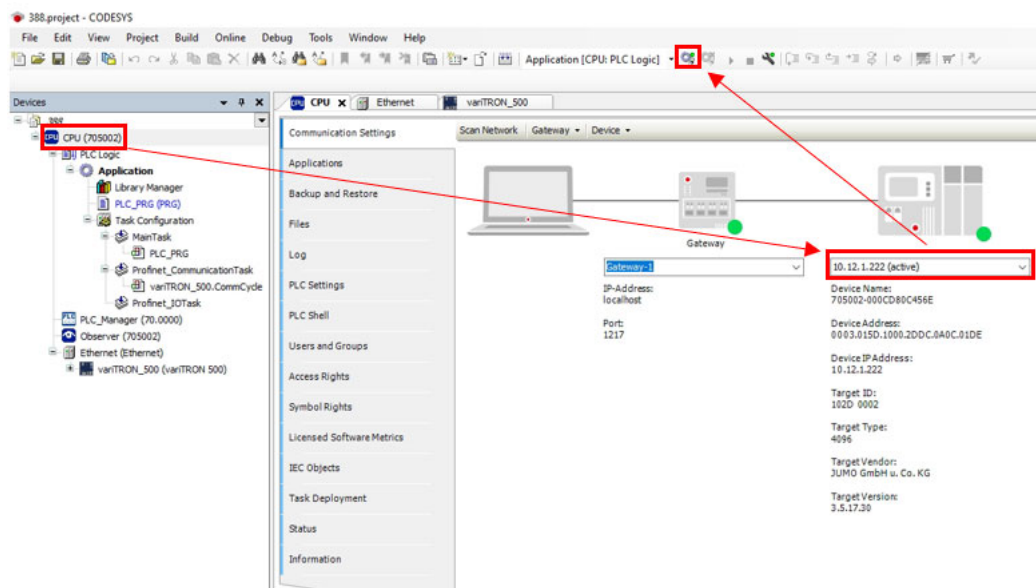 388.project - CODESYS
File Edit View Project Build Online Debug Tools Window Help
Application [CPU: PLC Logic]
Devices
CPU
Ethernet
variTRON_500
388
CPU (705002)
PLC Logic
Application
Library Manager
PLC_PRG (PRG)
Task Configuration
MainTask
PLC_PRG
Profinet_CommunicationTask
variTRON_500.CommCycle
Profinet_IOTask
PLC_Manager (70.0000)
Observer (705002)
Ethernet (Ethernet)
variTRON_500 (variTRON 500)
Communication Settings
Applications
Backup and Restore
Files
Log
PLC Settings
PLC Shell
Users and Groups
Access Rights
Symbol Rights
Licensed Software Metrics
IEC Objects
Task Deployment
Status
Information
Scan Network Gateway Device
Gateway
Gateway-1
IP-Address:
localhost
Port:
1217
10.12.1.222 (active)
Device Name:
705002-000CD80C456E
Device Address:
0003.015D.1000.2DDC.0A0C.01DE
Device IP Address:
10.12.1.222
Target ID:
102D 0002
Target Type:
4096
Target Vendor:
JUMO GmbH u. Co. KG
Target Version:
3.5.17.30